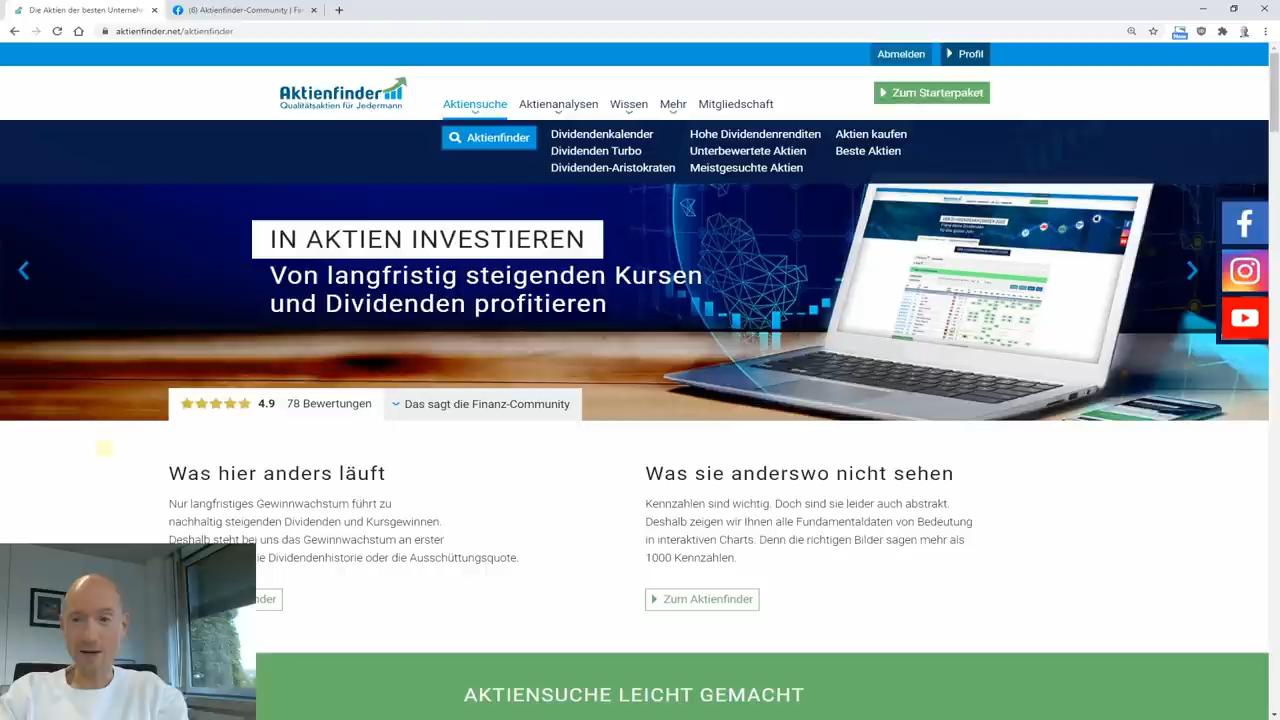 Die Aktien der besten Unterneh
(6) Aktienfinder-Community | Fa
aktienfinder.net/aktienfinder
New
Abmelden
Profil
Aktienfinder
Qualitätsaktien für Jedermann
Aktiensuche
Aktienanalysen
Wissen
Mehr
Mitgliedschaft
Zum Starterpaket
Aktienfinder
Dividendenkalender
Hohe Dividendenrenditen
Aktien kaufen
Dividenden Turbo
Unterbewertete Aktien
Beste Aktien
Dividenden-Aristokraten
Meistgesuchte Aktien
IN AKTIEN INVESTIEREN
Von langfristig steigenden Kursen
und Dividenden profitieren
4.9 78 Bewertungen
Das sagt die Finanz-Community
Was hier anders läuft
Nur langfristiges Gewinnwachstum führt zu
nachhaltig steigenden Dividenden und Kursgewinnen.
Deshalb steht bei uns das Gewinnwachstum an erster
ie Dividendenhistorie oder die Ausschüttungsquote.
nder
Was sie anderswo nicht sehen
Kennzahlen sind wichtig. Doch sind sie leider auch abstrakt.
Deshalb zeigen wir Ihnen alle Fundamentaldaten von Bedeutung
in interaktiven Charts. Denn die richtigen Bilder sagen mehr als
1000 Kennzahlen.
Zum Aktienfinder
AKTIENSUCHE LEICHT GEMACHT